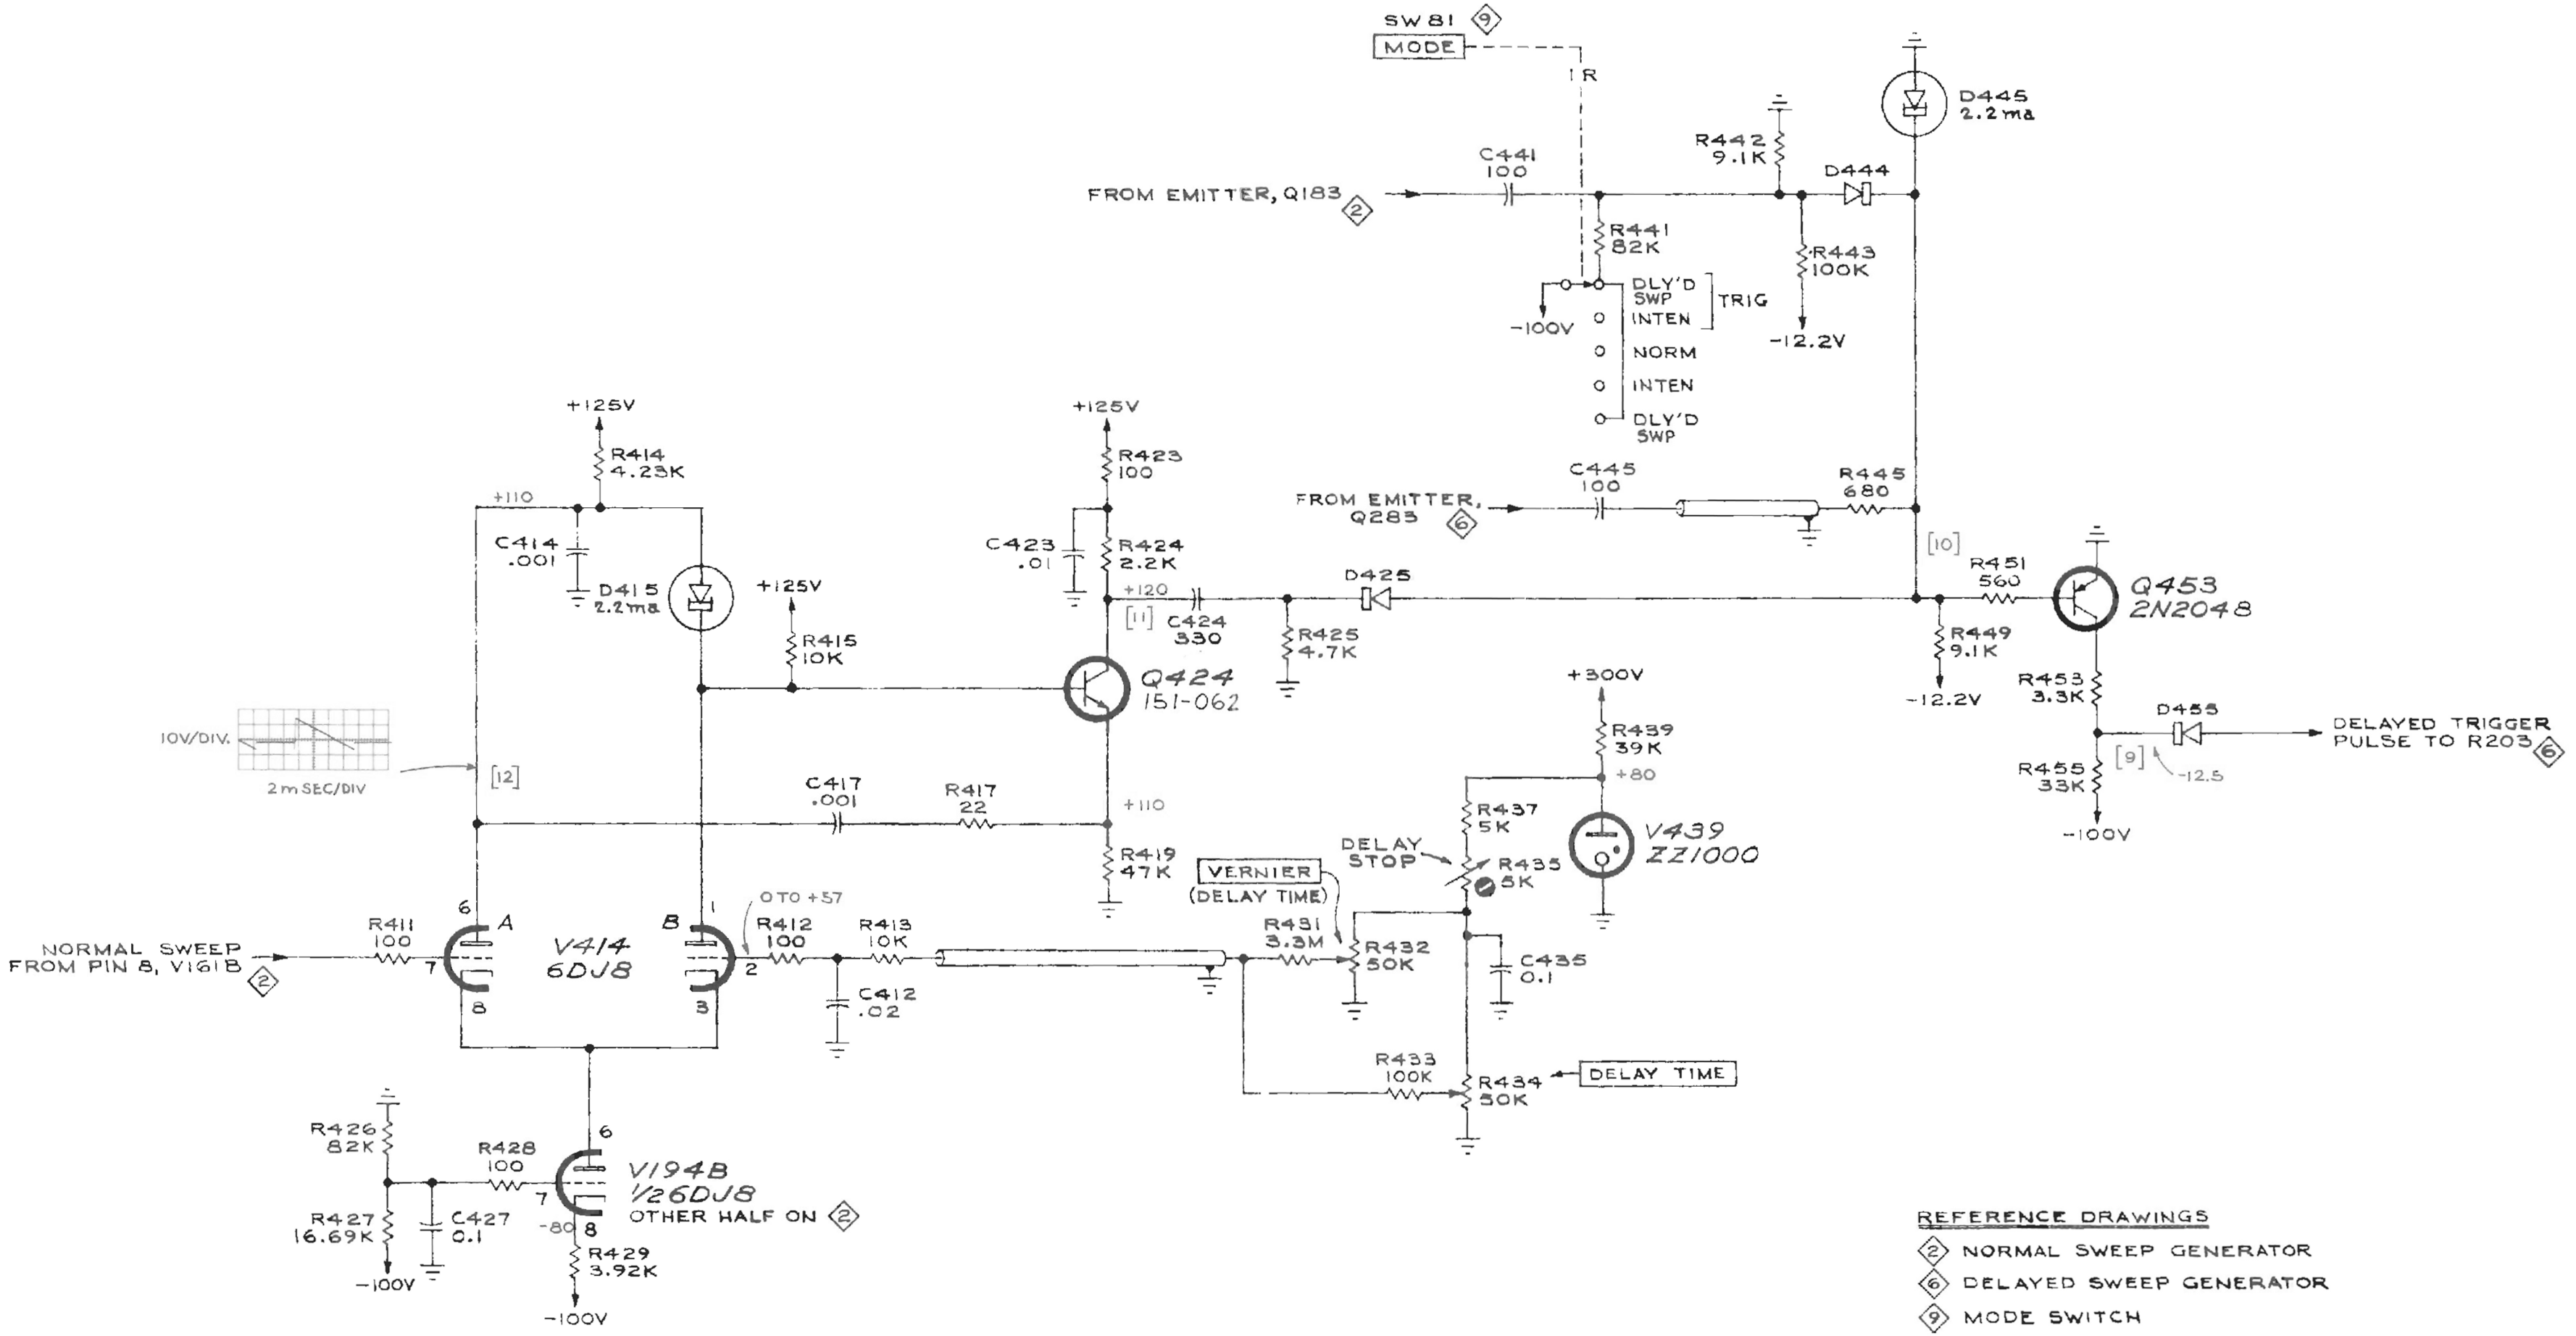 SW 81 9
MODE
1R
D445
2.2ma
R442
9.1K
C441
100
D444
FROM EMITTER, Q183 2
R441
82K
R443
100K
DLY'D
SWP
INTEN
TRIG
-100V
-12.2V
NORM
INTEN
DLY'D
SWP
+125V
+125V
R414
4.23K
R423
100
C445
100
R445
680
+110
FROM EMITTER,
Q283 6
C414
.001
C423
.01
R424
2.2K
[10]
R451
560
D415
2.2ma
+125V
D425
+120
[11]
C424
330
Q453
2N2048
R415
10K
R425
4.7K
R449
9.1K
Q424
151-062
+300V
-12.2V
R453
3.3K
D455
10V/DIV.
2mSEC/DIV
[12]
R439
39K
DELAYED TRIGGER
PULSE TO R203 6
[9]
-12.5
+80
R455
33K
C417
.001
R417
22
+110
R437
5K
V439
ZZ1000
-100V
R419
47K
DELAY
STOP
R435
5K
VERNIER
(DELAY TIME)
0 TO +57
6 A
B 1
R411
100
R412
100
R413
10K
R431
3.3M
R432
50K
NORMAL SWEEP
FROM PIN 8, V161B 2
7
V414
6DJ8
2
C435
0.1
8
3
C412
.02
R433
100K
R434
50K
DELAY TIME
R426
82K
6
R428
100
V194B
1/2 6DJ8
OTHER HALF ON 2
7
R427
16.69K
C427
0.1
-80 8
R429
3.92K
-100V
-100V
REFERENCE DRAWINGS
2 NORMAL SWEEP GENERATOR
6 DELAYED SWEEP GENERATOR
9 MODE SWITCH